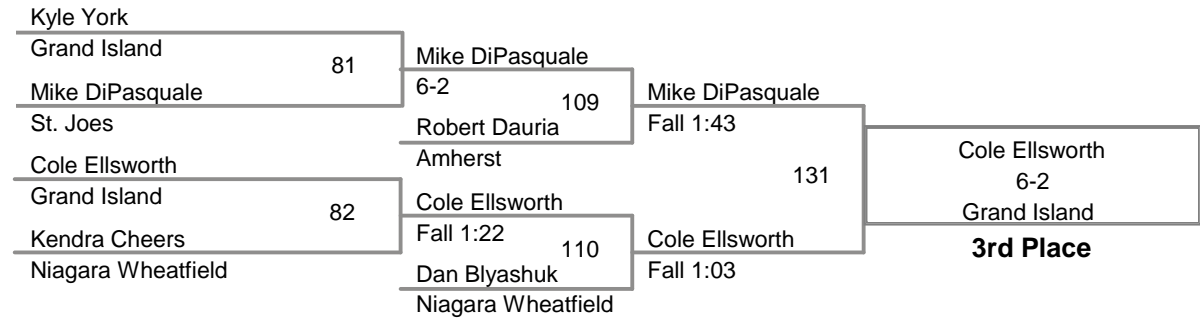 Kyle York
Grand Island
81
Mike DiPasquale
St. Joes
Cole Ellsworth
Grand Island
82
Kendra Cheers
Niagara Wheatfield
Mike DiPasquale
6-2
109
Robert Dauria
Amherst
Cole Ellsworth
Fall 1:22
110
Dan Blyashuk
Niagara Wheatfield
Mike DiPasquale
Fall 1:43
131
Cole Ellsworth
Fall 1:03
Cole Ellsworth
6-2
Grand Island
3rd Place